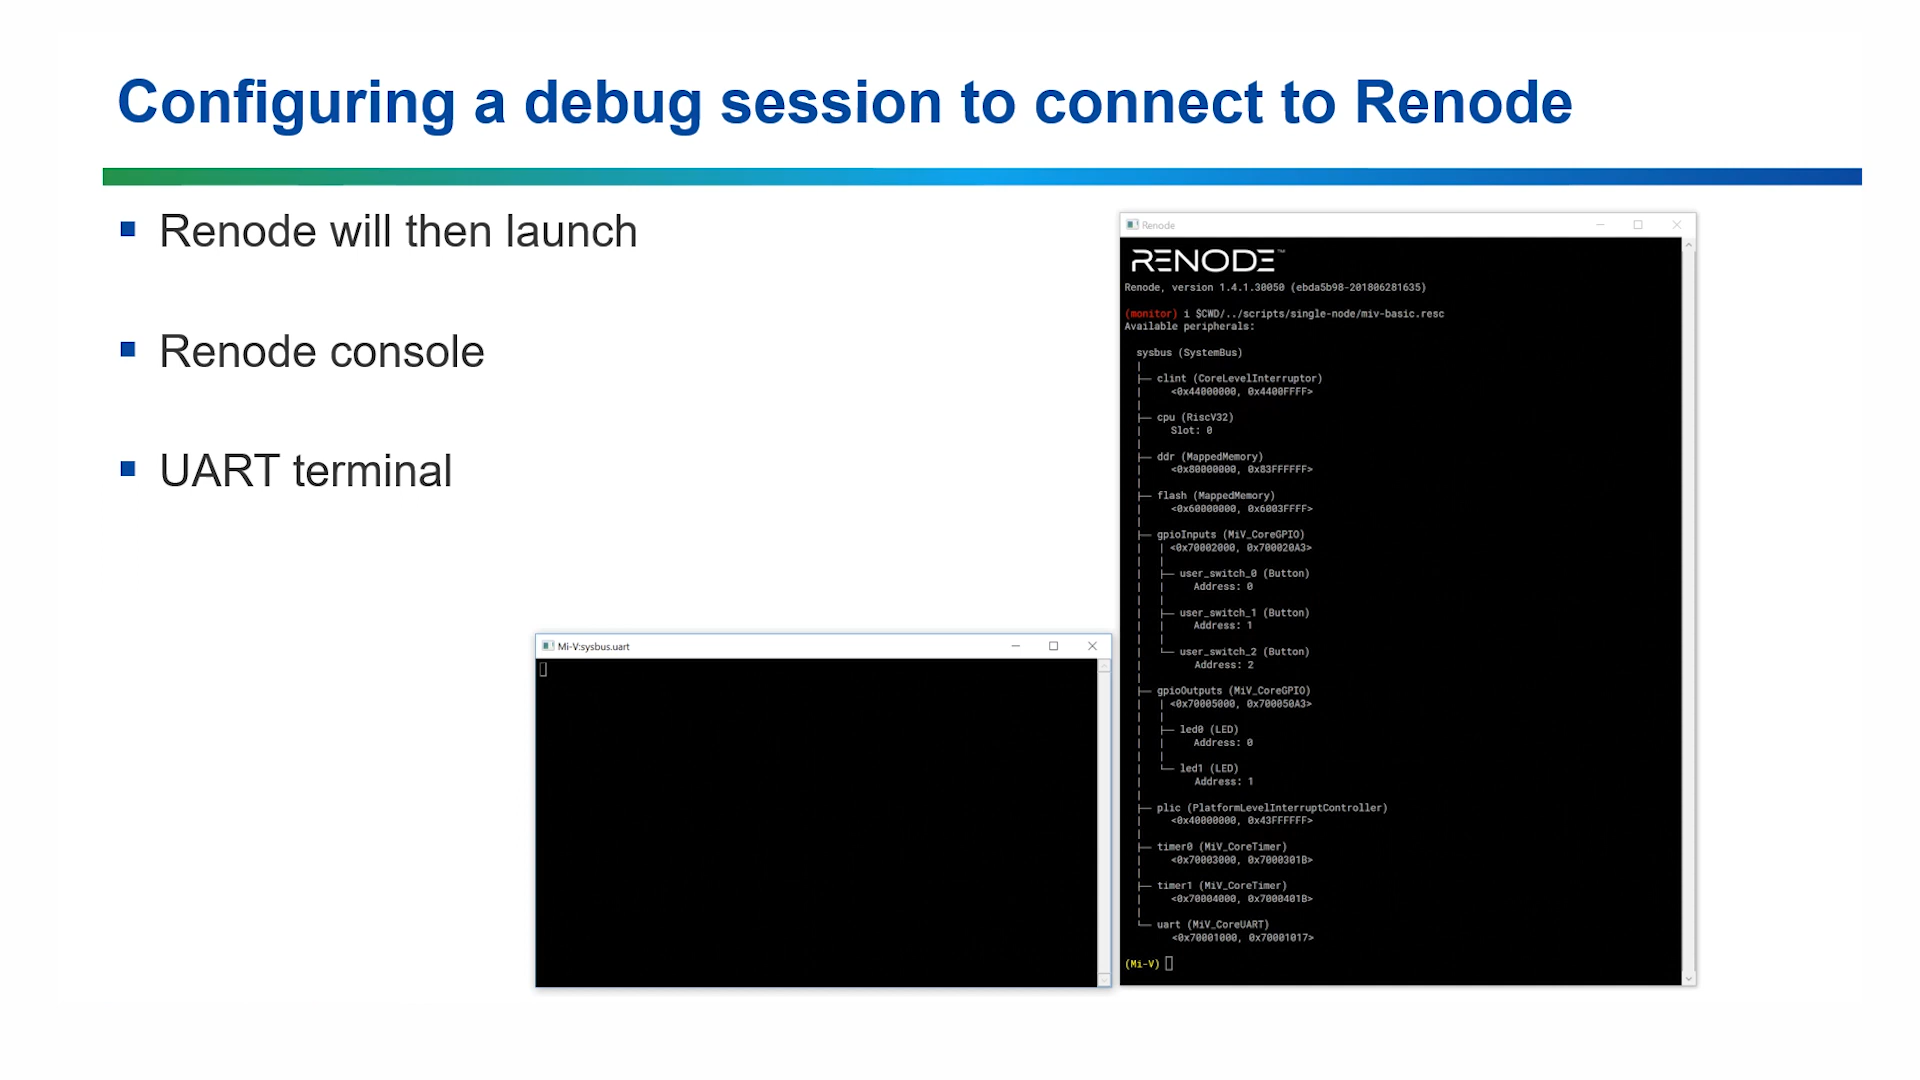 Configuring a debug session to connect to Renode
Renode will then launch
Renode console
UART terminal
Mi-V:sysbus.uart
Renode
RENODE™
Renode, version 1.4.1.30050 (ebda5b98-201806281635)
(monitor) i $CWD/../scripts/single-node/miv-basic.resc
Available peripherals:
sysbus (SystemBus)
clint (CoreLevelInterruptor)
<0x44000000, 0x4400FFFF>
cpu (RiscV32)
Slot: 0
ddr (MappedMemory)
<0x80000000, 0x83FFFFFF>
flash (MappedMemory)
<0x60000000, 0x6003FFFF>
gpioInputs (MiV_CoreGPIO)
<0x70002000, 0x700020A3>
user_switch_0 (Button)
Address: 0
user_switch_1 (Button)
Address: 1
user_switch_2 (Button)
Address: 2
gpioOutputs (MiV_CoreGPIO)
<0x70005000, 0x700050A3>
led0 (LED)
Address: 0
led1 (LED)
Address: 1
plic (PlatformLevelInterruptController)
<0x40000000, 0x43FFFFFF>
timer0 (MiV_CoreTimer)
<0x70003000, 0x7000301B>
timer1 (MiV_CoreTimer)
<0x70004000, 0x7000401B>
uart (MiV_CoreUART)
<0x70001000, 0x70001017>
(Mi-V)